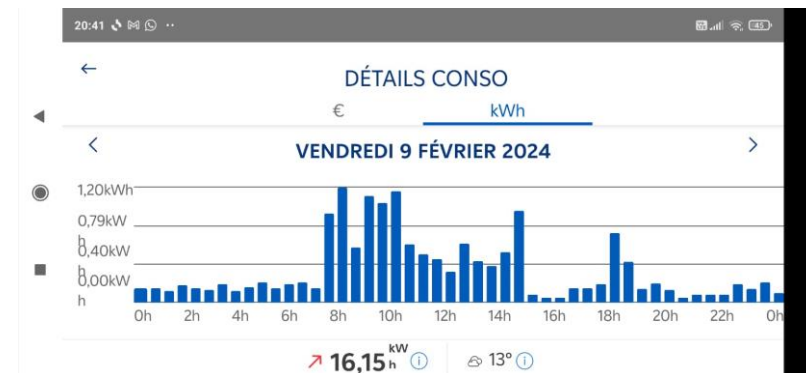 20:41
45
DÉTAILS CONSO
€ kWh
VENDREDI 9 FÉVRIER 2024
1,20kWh
0,79kW
h
0,40kW
h
0,00kW
h
0h 2h 4h 6h 8h 10h 12h 14h 16h 18h 20h 22h 0h
16,15 kW
h
13°